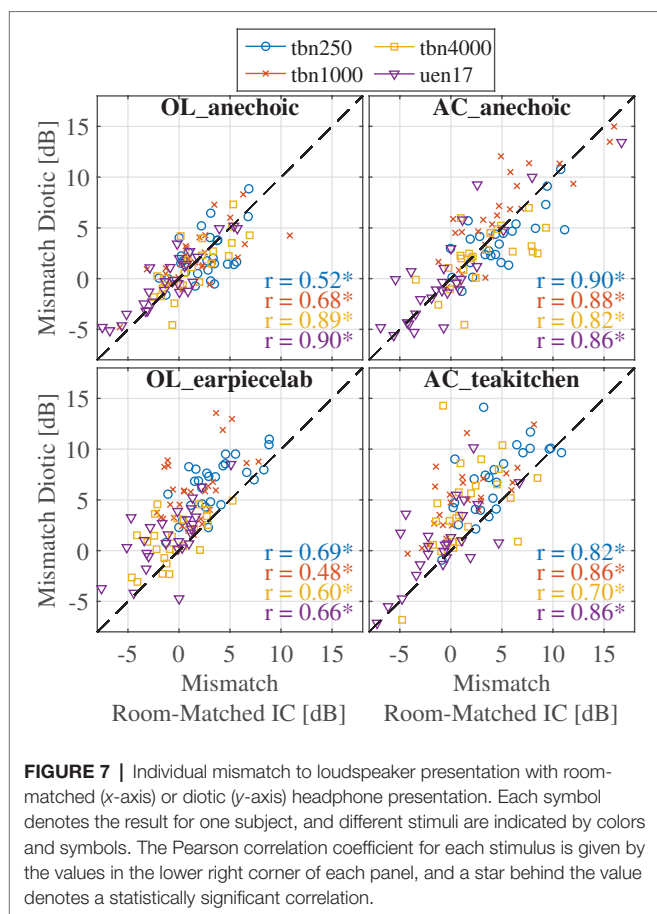 tbn250 tbn4000
tbn1000 uen17
OL_anechoic AC_anechoic
Mismatch Diotic [dB]
15
10
5
0
-5
r = 0.52* r = 0.90*
r = 0.68* r = 0.88*
r = 0.89* r = 0.82*
r = 0.90* r = 0.86*
OL_earpiecelab AC_teakitchen
Mismatch Diotic [dB]
15
10
5
0
-5
r = 0.69* r = 0.82*
r = 0.48* r = 0.86*
r = 0.60* r = 0.70*
r = 0.66* r = 0.86*
-5 0 5 10 15 -5 0 5 10 15
Mismatch Mismatch
Room-Matched IC [dB] Room-Matched IC [dB]
FIGURE 7 | Individual mismatch to loudspeaker presentation with room-
matched (x-axis) or diotic (y-axis) headphone presentation. Each symbol
denotes the result for one subject, and different stimuli are indicated by colors
and symbols. The Pearson correlation coefficient for each stimulus is given by
the values in the lower right corner of each panel, and a star behind the value
denotes a statistically significant correlation.